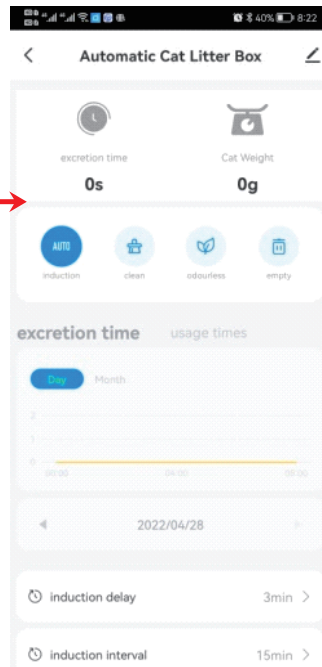 40% 8:22
Automatic Cat Litter Box
excretion time Cat Weight
0s 0g
AUTO
induction clean odourless empty
excretion time usage times
Day Month
2
1
0
00:00 04:00 09:00
2022/04/28
induction delay 3min
induction interval 15min